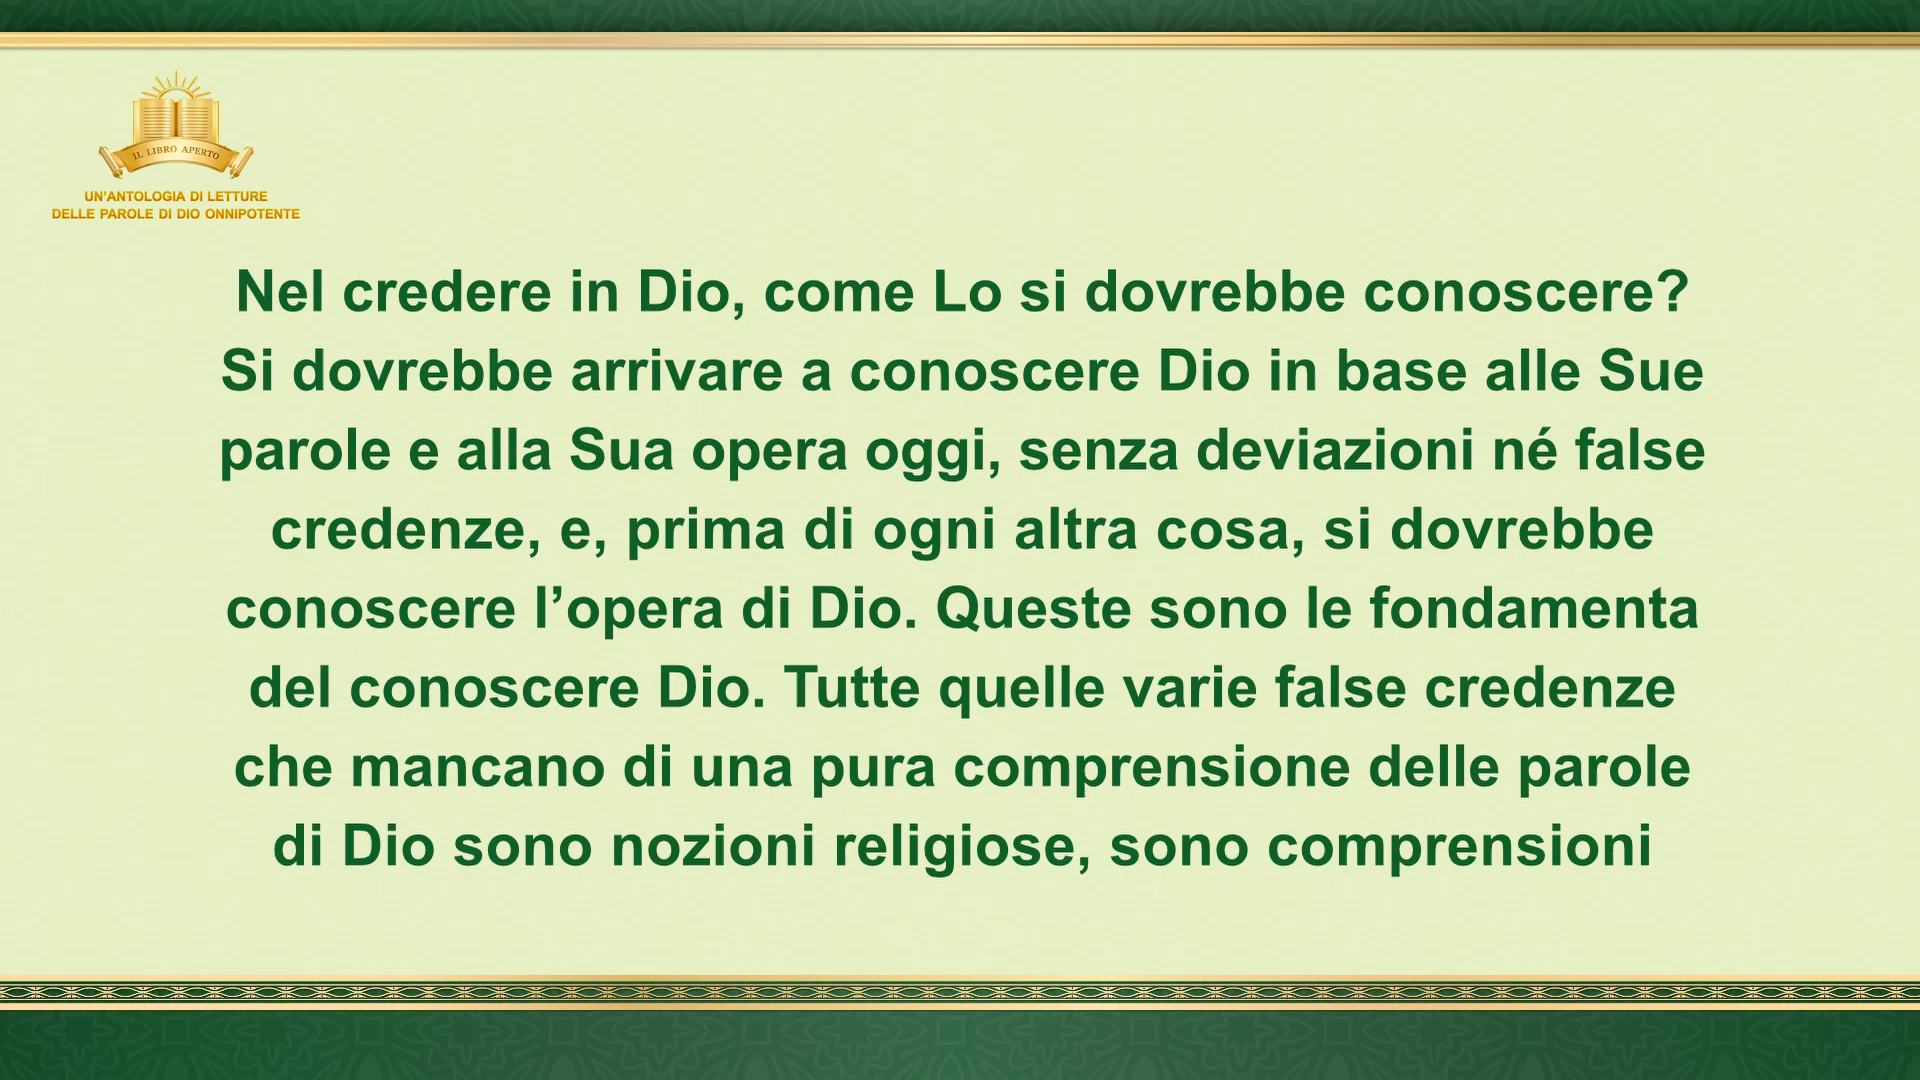 IL LIBRO APERTO
UN’ANTOLOGIA DI LETTURE
DELLE PAROLE DI DIO ONNIPOTENTE
Nel credere in Dio, come Lo si dovrebbe conoscere?
Si dovrebbe arrivare a conoscere Dio in base alle Sue
parole e alla Sua opera oggi, senza deviazioni né false
credenze, e, prima di ogni altra cosa, si dovrebbe
conoscere l’opera di Dio. Queste sono le fondamenta
del conoscere Dio. Tutte quelle varie false credenze
che mancano di una pura comprensione delle parole
di Dio sono nozioni religiose, sono comprensioni